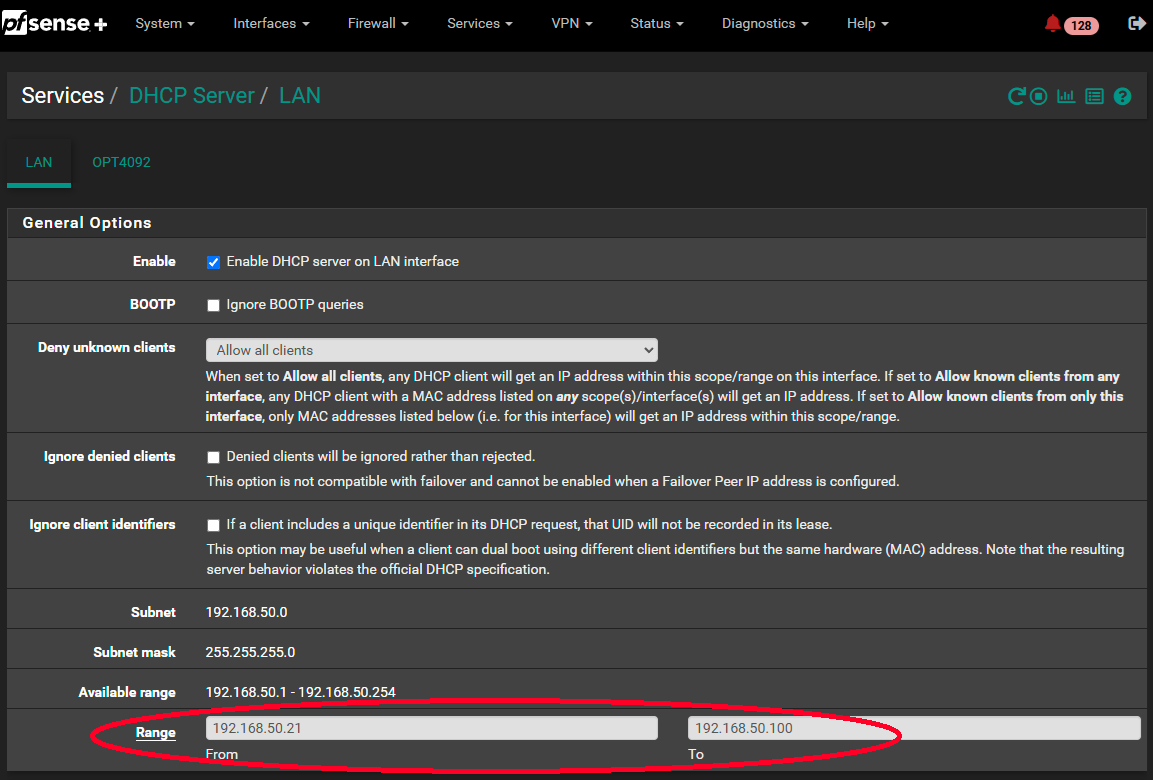 pfsense+ System Interfaces Firewall Services VPN Status Diagnostics Help 128
Services / DHCP Server / LAN
LAN OPT4092
General Options
Enable Enable DHCP server on LAN interface
BOOTP Ignore BOOTP queries
Deny unknown clients Allow all clients
When set to Allow all clients, any DHCP client will get an IP address within this scope/range on this interface. If set to Allow known clients from any
interface, any DHCP client with a MAC address listed on any scope(s)/interface(s) will get an IP address. If set to Allow known clients from only this
interface, only MAC addresses listed below (i.e. for this interface) will get an IP address within this scope/range.
Ignore denied clients Denied clients will be ignored rather than rejected.
This option is not compatible with failover and cannot be enabled when a Failover Peer IP address is configured.
Ignore client identifiers If a client includes a unique identifier in its DHCP request, that UID will not be recorded in its lease.
This option may be useful when a client can dual boot using different client identifiers but the same hardware (MAC) address. Note that the resulting
server behavior violates the official DHCP specification.
Subnet 192.168.50.0
Subnet mask 255.255.255.0
Available range 192.168.50.1 - 192.168.50.254
Range 192.168.50.21 192.168.50.100
From To